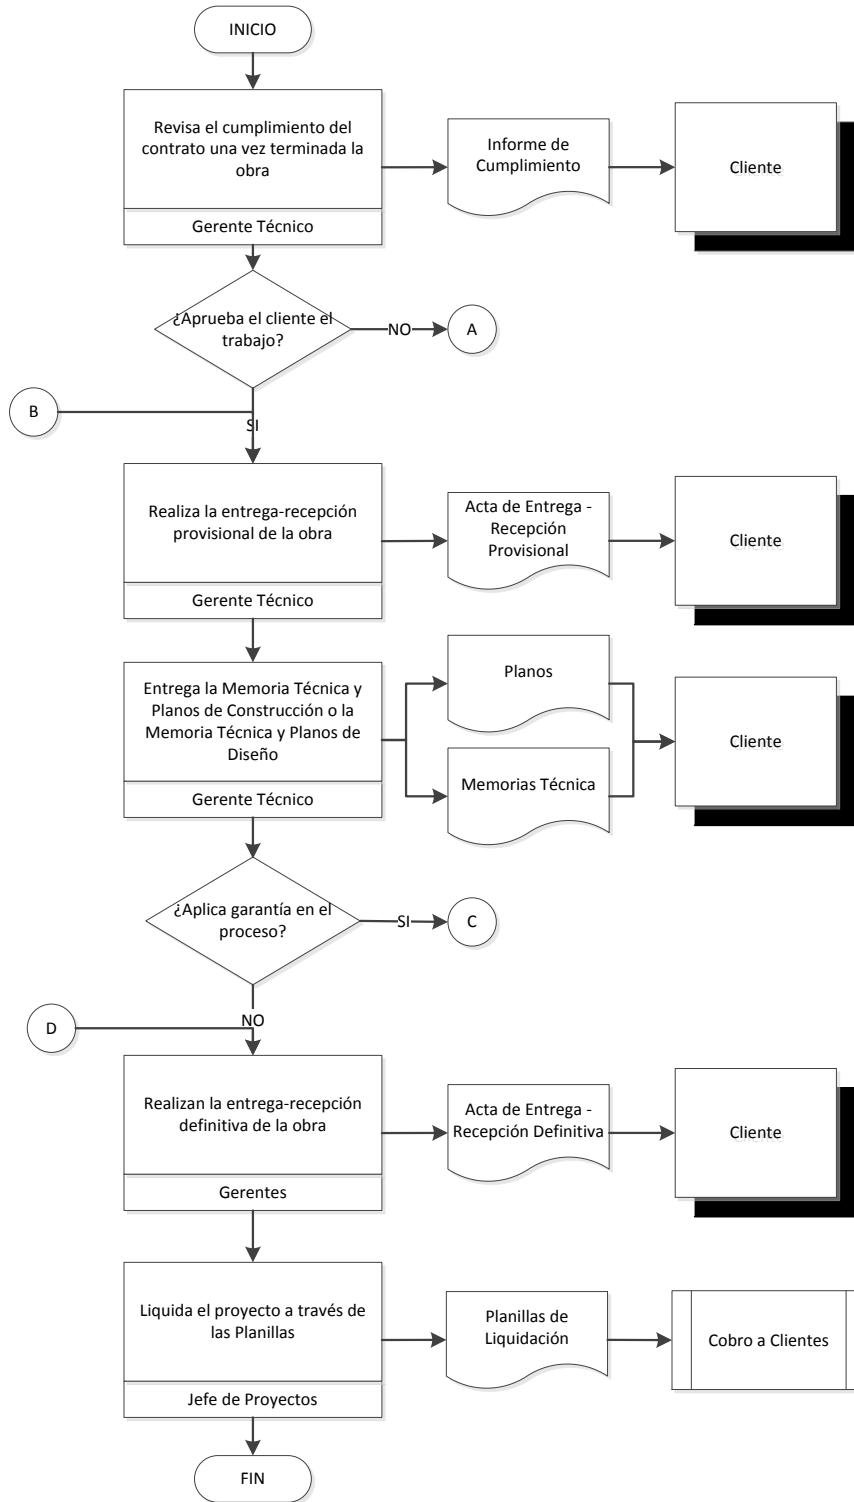 INICIO
Revisa el cumplimiento del
contrato una vez terminada la
obra
Gerente Técnico
Informe de
Cumplimiento
Cliente
¿Aprueba el cliente el
trabajo?
NO
A
B
SI
Realiza la entrega-recepción
provisional de la obra
Gerente Técnico
Acta de Entrega -
Recepción
Provisional
Cliente
Entrega la Memoria Técnica y
Planos de Construcción o la
Memoria Técnica y Planos de
Diseño
Gerente Técnico
Planos
Memorias Técnica
Cliente
¿Aplica garantía en el
proceso?
SI
C
NO
D
Realizan la entrega-recepción
definitiva de la obra
Gerentes
Acta de Entrega -
Recepción Definitiva
Cliente
Liquida el proyecto a través de
las Planillas
Jefe de Proyectos
Planillas de
Liquidación
Cobro a Clientes
FIN